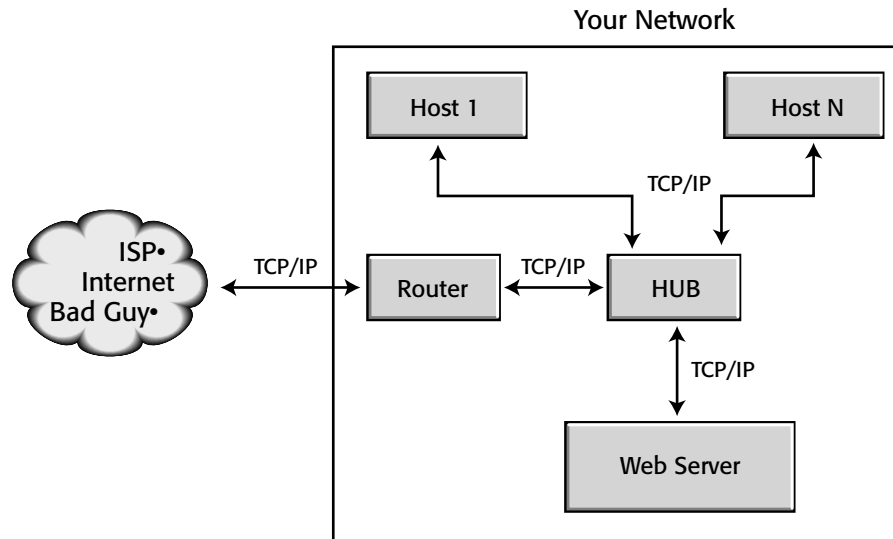 Your Network
Host 1
Host N
TCP/IP
ISP•
Internet
Bad Guy•
TCP/IP
Router
TCP/IP
HUB
TCP/IP
Web Server